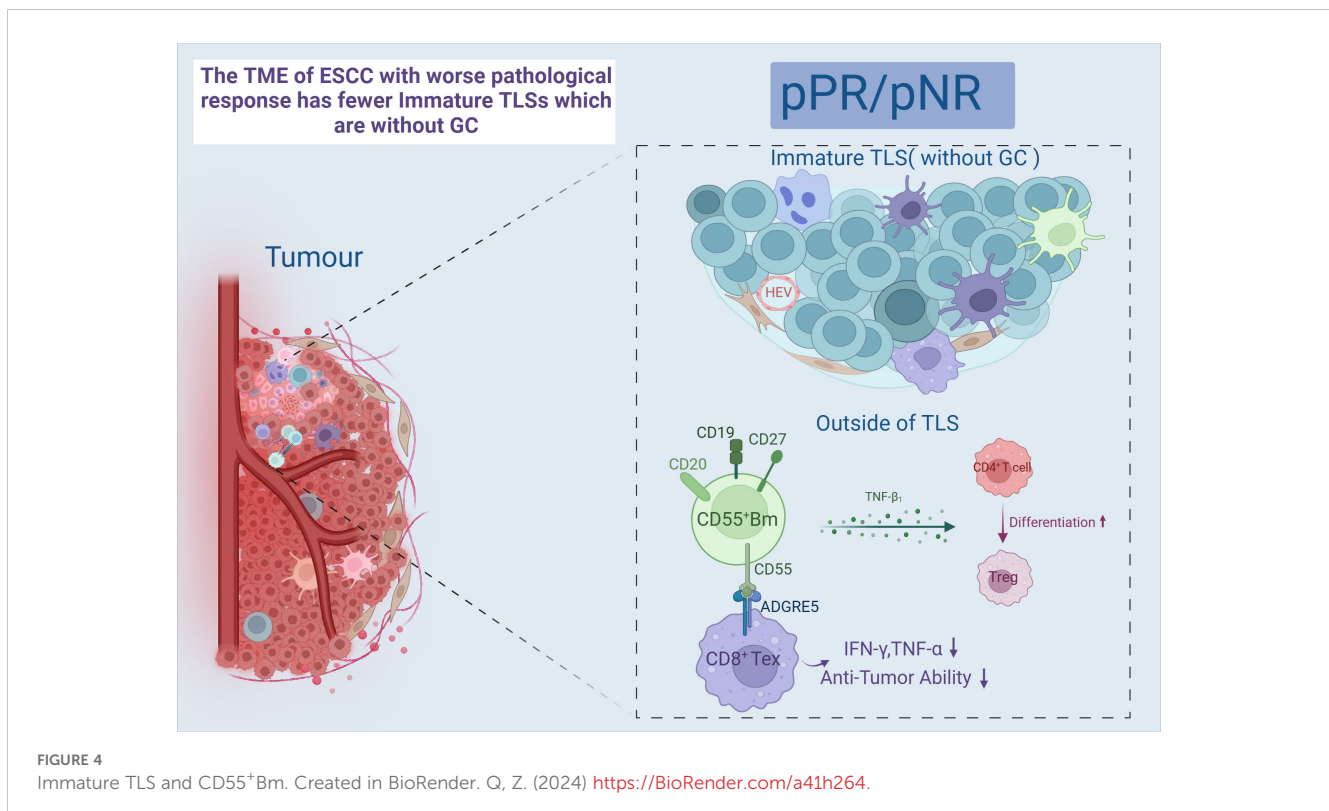 The TME of ESCC with worse pathological
response has fewer Immature TLSs which
are without GC
pPR/pNR
Immature TLS( without GC )
Tumour
HEV
Outside of TLS
CD19
CD27
CD20
CD55⁺Bm
TNF-β₁
CD4⁺T cell
Differentiation ↑
Treg
CD55
ADGRE5
CD8⁺ Tex
IFN-γ,TNF-α ↓
Anti-Tumor Ability ↓
FIGURE 4
Immature TLS and CD55⁺Bm. Created in BioRender. Q, Z. (2024) https://BioRender.com/a41h264.